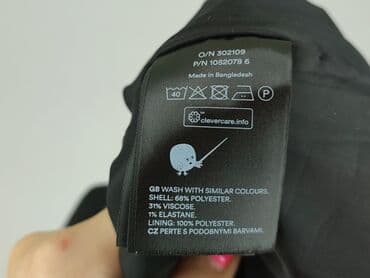 O/N 302109
P/N 1052079 6
Made in Bangladesh
40 P
clevercare.info
GB WASH WITH SIMILAR COLOURS.
SHELL: 68% POLYESTER.
31% VISCOSE.
1% ELASTANE.
LINING: 100% POLYESTER.
CZ PERTE S PODOBNÝMI BARVAMI.